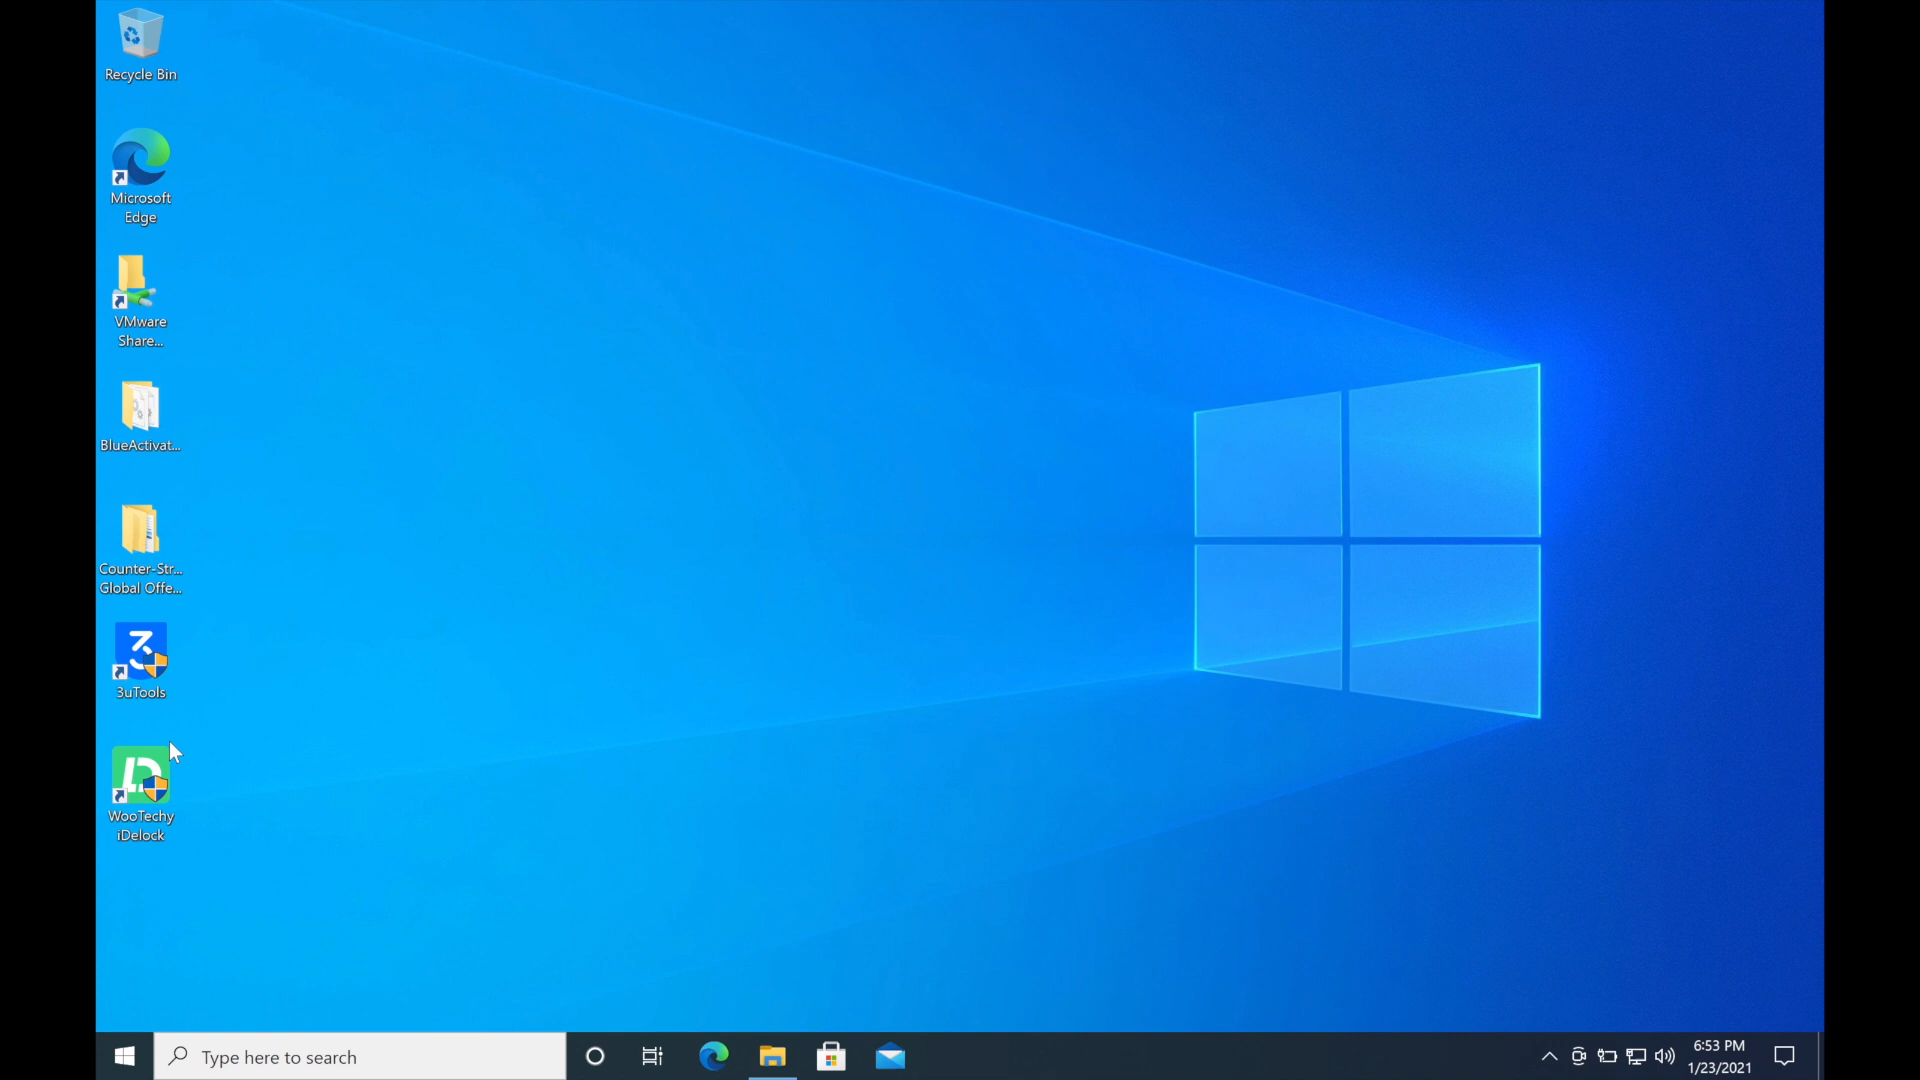 Recycle Bin
Microsoft
Edge
VMware
Share...
BlueActivat...
Counter-Str...
Global Offe...
3uTools
WooTechy
iDelock
Type here to search
6:53 PM
1/23/2021